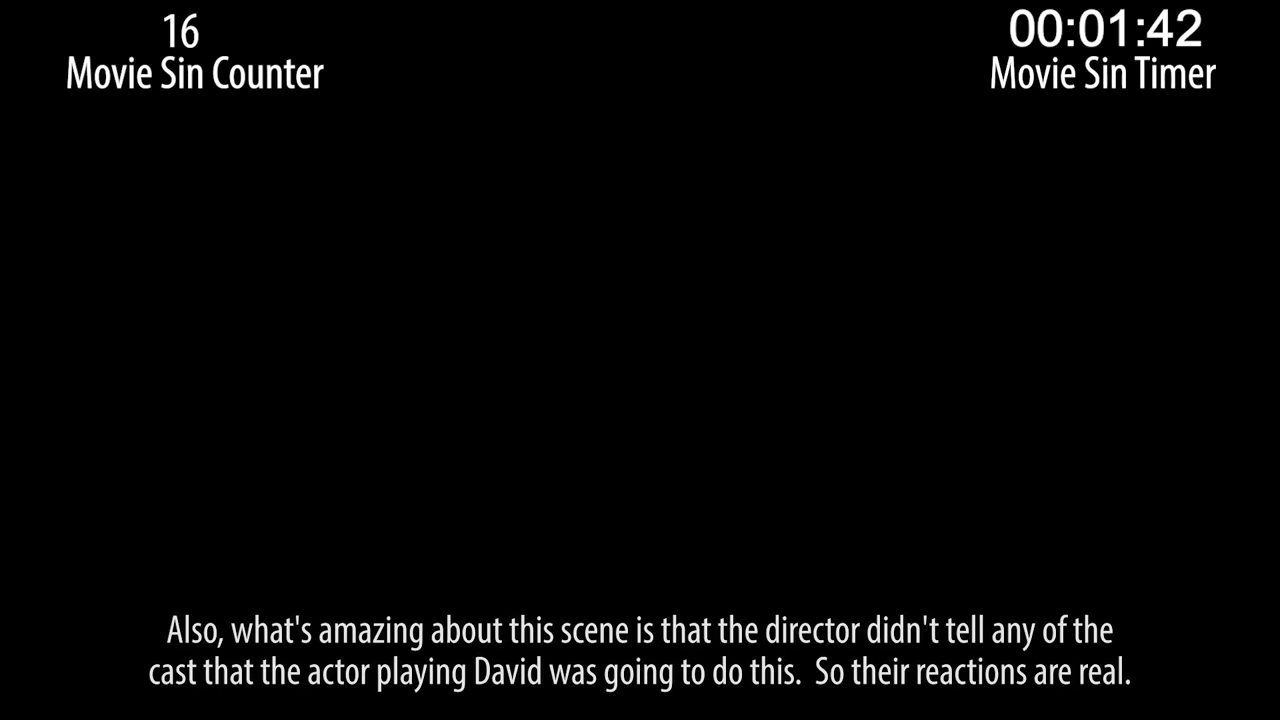 16
Movie Sin Counter
00:01:42
Movie Sin Timer
Also, what's amazing about this scene is that the director didn't tell any of the
cast that the actor playing David was going to do this.  So their reactions are real.